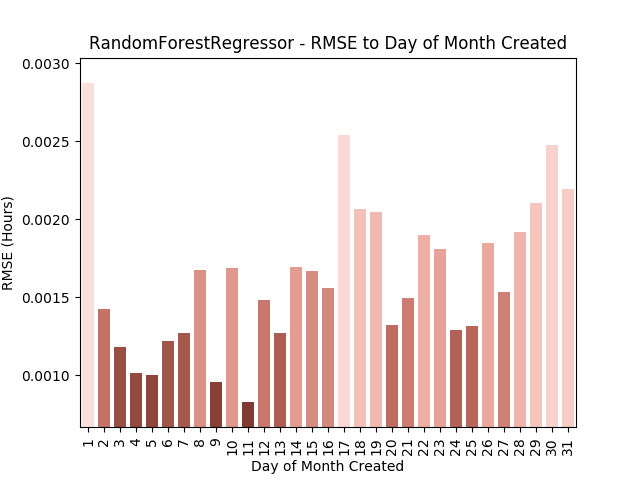 RandomForestRegressor - RMSE to Day of Month Created
0.0030
0.0025
0.0020
0.0015
0.0010
RMSE (Hours)
1 2 3 4 5 6 7 8 9 10 11 12 13 14 15 16 17 18 19 20 21 22 23 24 25 26 27 28 29 30 31
Day of Month Created